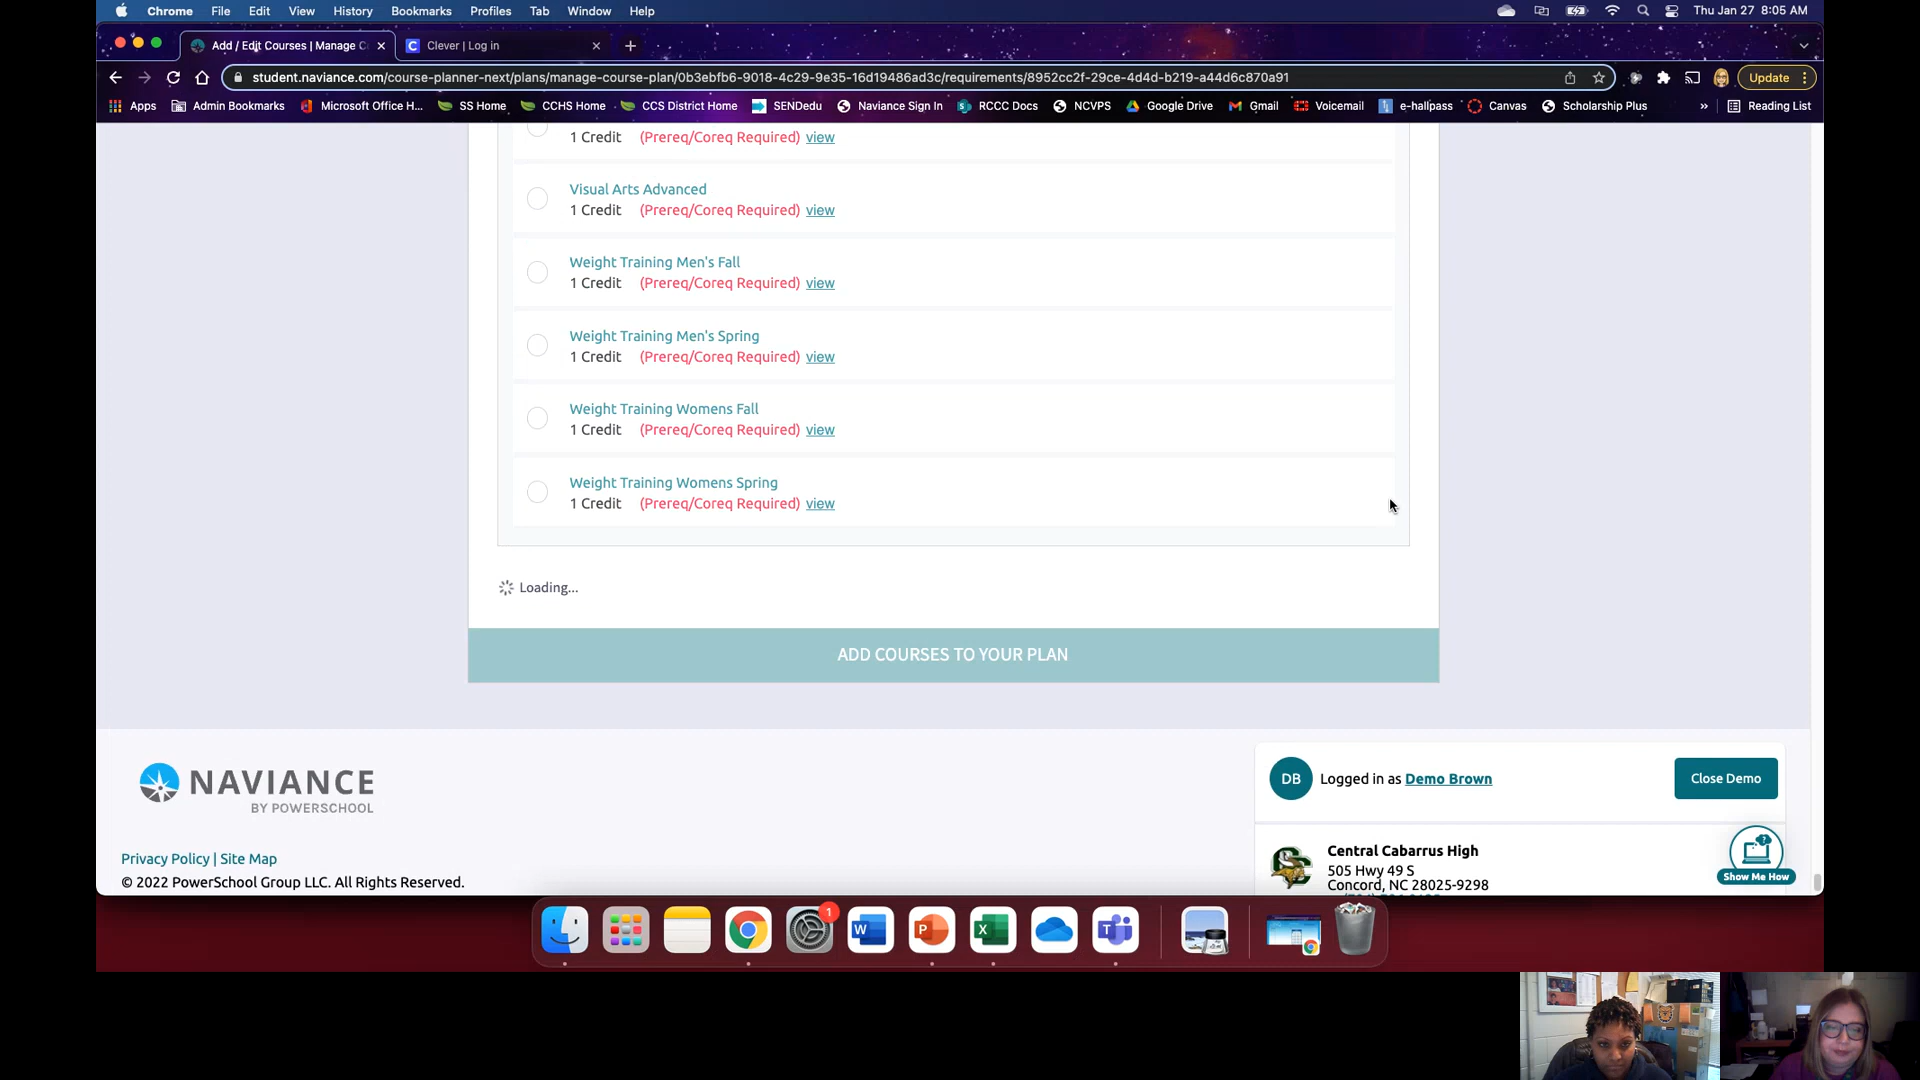 Chrome File Edit View History Bookmarks Profiles Tab Window Help Thu Jan 27 8:05 AM
Add / Edit Courses | Manage C
Clever | Log in
student.naviance.com/course-planner-next/plans/manage-course-plan/0b3ebfb6-9018-4c29-9e35-16d19486ad3c/requirements/8952cc2f-29ce-4d4d-b219-a44d6c870a91
Update
Apps Admin Bookmarks Microsoft Office H... SS Home CCHS Home CCS District Home SENDedu Naviance Sign In RCCC Docs NCVPS Google Drive Gmail Voicemail e-hallpass Canvas Scholarship Plus » Reading List
1 Credit (Prereq/Coreq Required) view
Visual Arts Advanced
1 Credit (Prereq/Coreq Required) view
Weight Training Men's Fall
1 Credit (Prereq/Coreq Required) view
Weight Training Men's Spring
1 Credit (Prereq/Coreq Required) view
Weight Training Womens Fall
1 Credit (Prereq/Coreq Required) view
Weight Training Womens Spring
1 Credit (Prereq/Coreq Required) view
Loading...
ADD COURSES TO YOUR PLAN
NAVIANCE
BY POWERSCHOOL
Privacy Policy | Site Map
© 2022 PowerSchool Group LLC. All Rights Reserved.
DB Logged in as Demo Brown
Close Demo
Central Cabarrus High
505 Hwy 49 S
Concord, NC 28025-9298
Show Me How
1
W
P
X
T